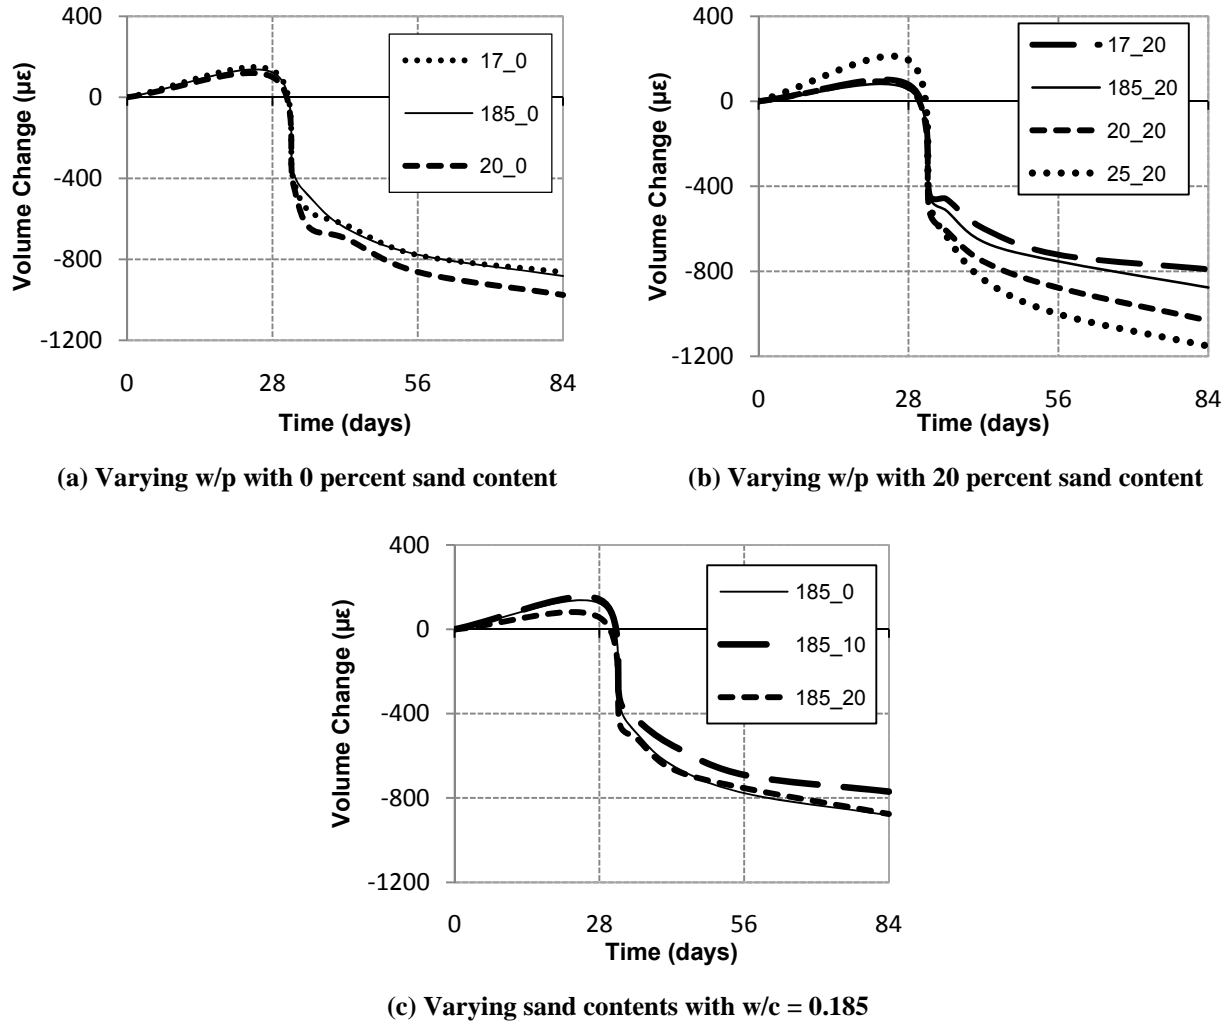 400
0
-400
-800
-1200
Volume Change (µε)
17_0
185_0
20_0
0 28 56 84
Time (days)
(a) Varying w/p with 0 percent sand content
400
0
-400
-800
-1200
Volume Change (µε)
17_20
185_20
20_20
25_20
0 28 56 84
Time (days)
(b) Varying w/p with 20 percent sand content
400
0
-400
-800
-1200
Volume Change (µε)
185_0
185_10
185_20
0 28 56 84
Time (days)
(c) Varying sand contents with w/c = 0.185